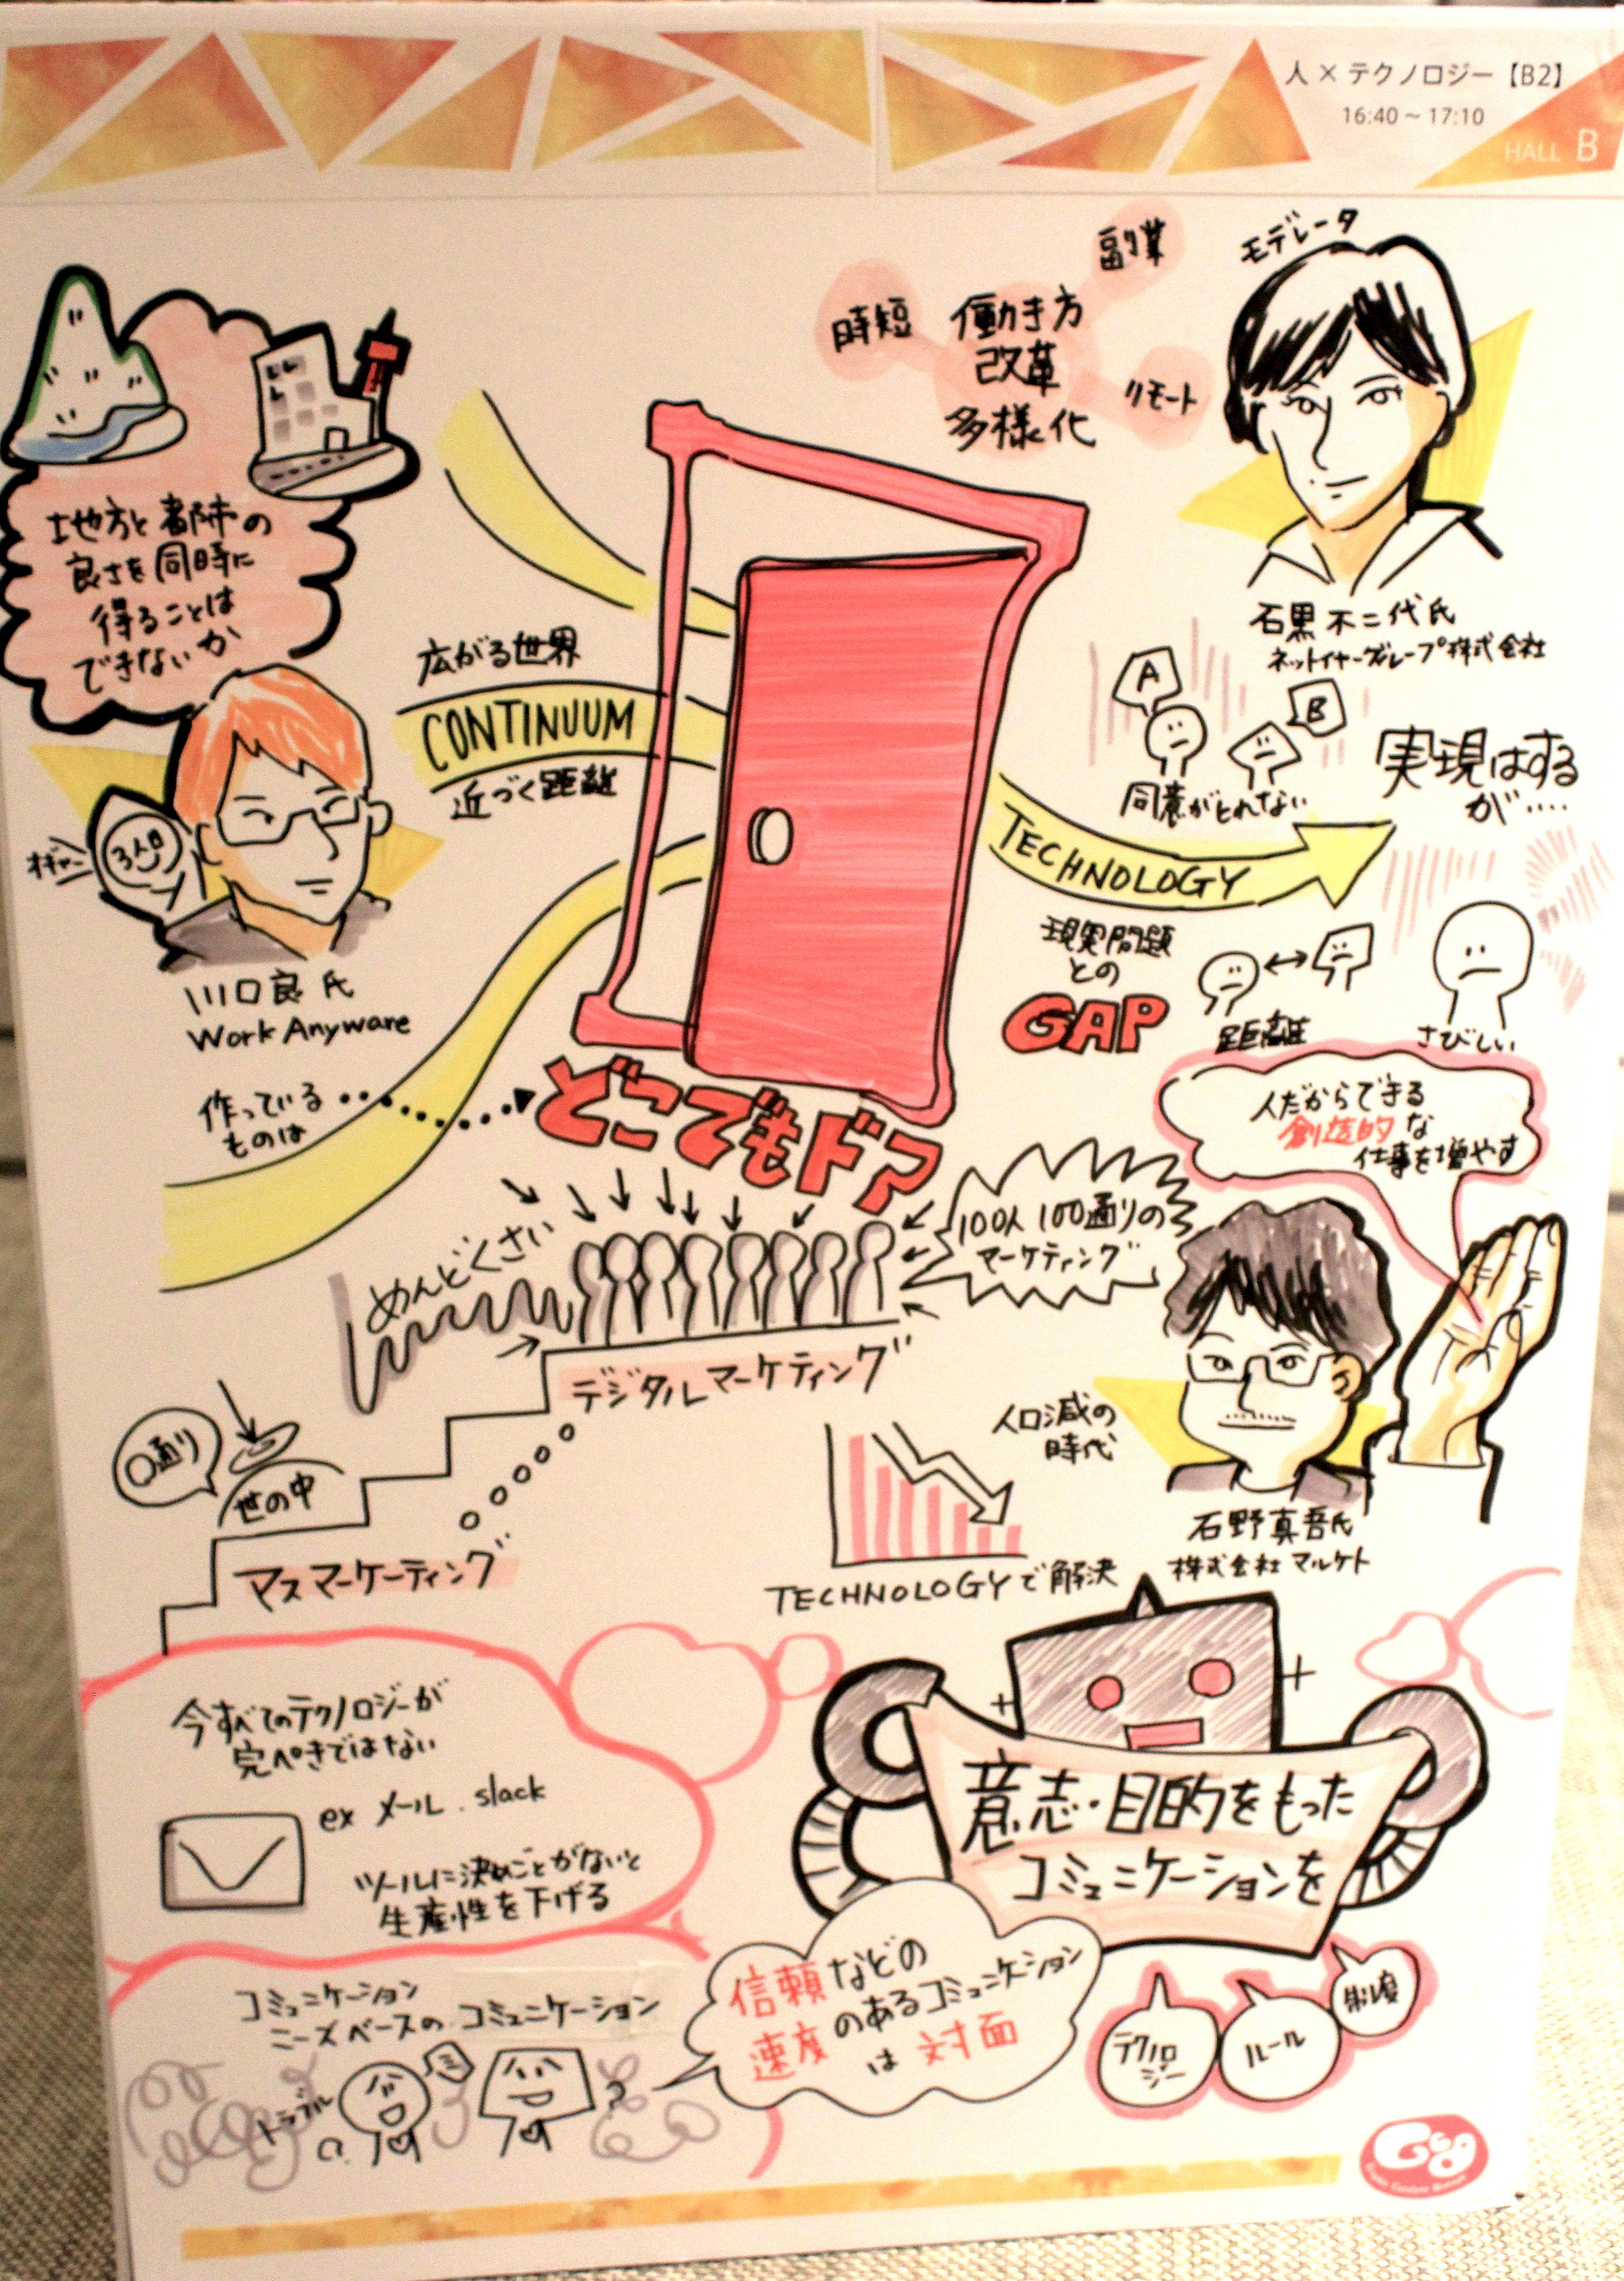 人×テクノロジー【B2】
16:40～17:10
HALL B
モデレータ
副業
時短
働き方
改革
多様化
リモート
石黒不二代氏
ネットイヤーグループ株式会社
地方と都市の
良さを同時に
得ることは
できないか
オギャー
3人目
川口良氏
Work Anyware
広がる世界
CONTINUUM
近づく距離
A
B
同意がとれない
実現はする
が‥‥
TECHNOLOGY
現実問題
との
GAP
距離
さびしい
作っている
ものは
どこでもドア
人だからできる
創造的な
仕事を増やす
めんどくさい
100人100通りの
マーケティング
デジタルマーケティング
○通り
世の中
マスマーケーティング
人口減の
時代
TECHNOLOGYで解決
石野真吾氏
株式会社マルケト
今すべてのテクノロジーが
完ぺきではない
ex メール.slack
ツールに決めごとがないと
生産性を下げる
意志・目的をもった
コミュニケーションを
コミュニケーション
ニーズベースのコミュニケーション
トラブル
?
信頼などの
速度のあるコミュニケーション
は対面
テクノロ
ジー
ルール
制度